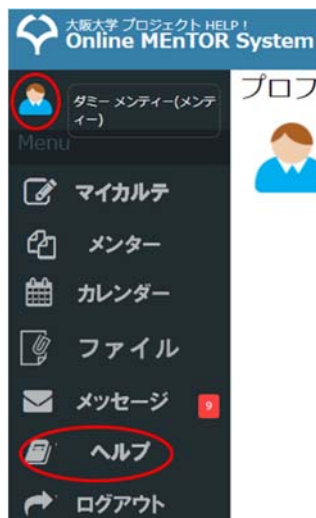 大阪大学 プロジェクト HELP!
Online MEnTOR System
ダミー メンティー(メンテ
ィー)
プロフ
Menu
マイカルテ
メンター
カレンダー
ファイル
メッセージ 9
ヘルプ
ログアウト